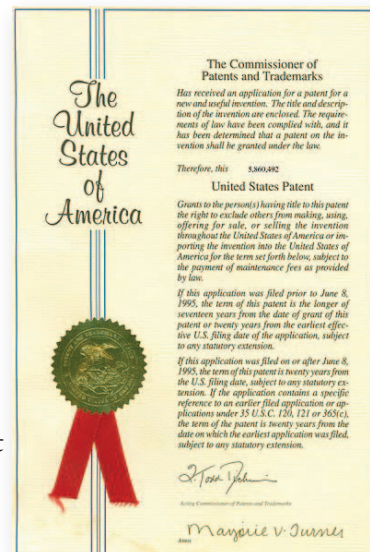 The
United
States
of
America
The Commissioner of
Patents and Trademarks
Has received an application for a patent for a
new and useful invention. The title and descrip-
tion of the invention are enclosed. The require-
ments of law have been complied with, and it
has been determined that a patent on the in-
vention shall be granted under the law.
Therefore, this 5,860,492
United States Patent
Grants to the person(s) having title to this patent
the right to exclude others from making, using,
offering for sale, or selling the invention
throughout the United States of America or im-
porting the invention into the United States of
America for the term set forth below, subject to
the payment of maintenance fees as provided
by law.
If this application was filed prior to June 8,
1995, the term of this patent is the longer of
seventeen years from the date of grant of this
patent or twenty years from the earliest effec-
tive U.S. filing date of the application, subject
to any statutory extension.
If this application was filed on or after June 8,
1995, the term of this patent is twenty years from
the U.S. filing date, subject to any statutory ex-
tension. If the application contains a specific
reference to an earlier filed application or ap-
plications under 35 U.S.C. 120, 121 or 365(c),
the term of the patent is twenty years from the
date on which the earliest application was filed,
subject to any statutory extension.
Acting Commissioner of Patents and Trademarks
Marjorie V. Turner
Attest